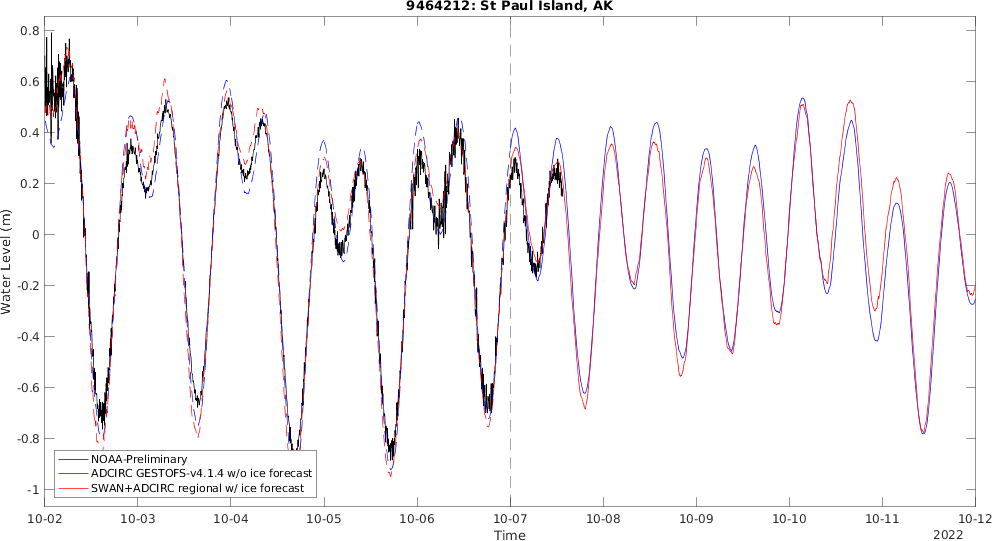 9464212: St Paul Island, AK
0.8
0.6
0.4
0.2
0
-0.2
-0.4
-0.6
-0.8
-1
Water Level (m)
NOAA-Preliminary
ADCIRC GESTOFS-v4.1.4 w/o ice forecast
SWAN+ADCIRC regional w/ ice forecast
10-02 10-03 10-04 10-05 10-06 10-07 10-08 10-09 10-10 10-11 10-12
Time
2022